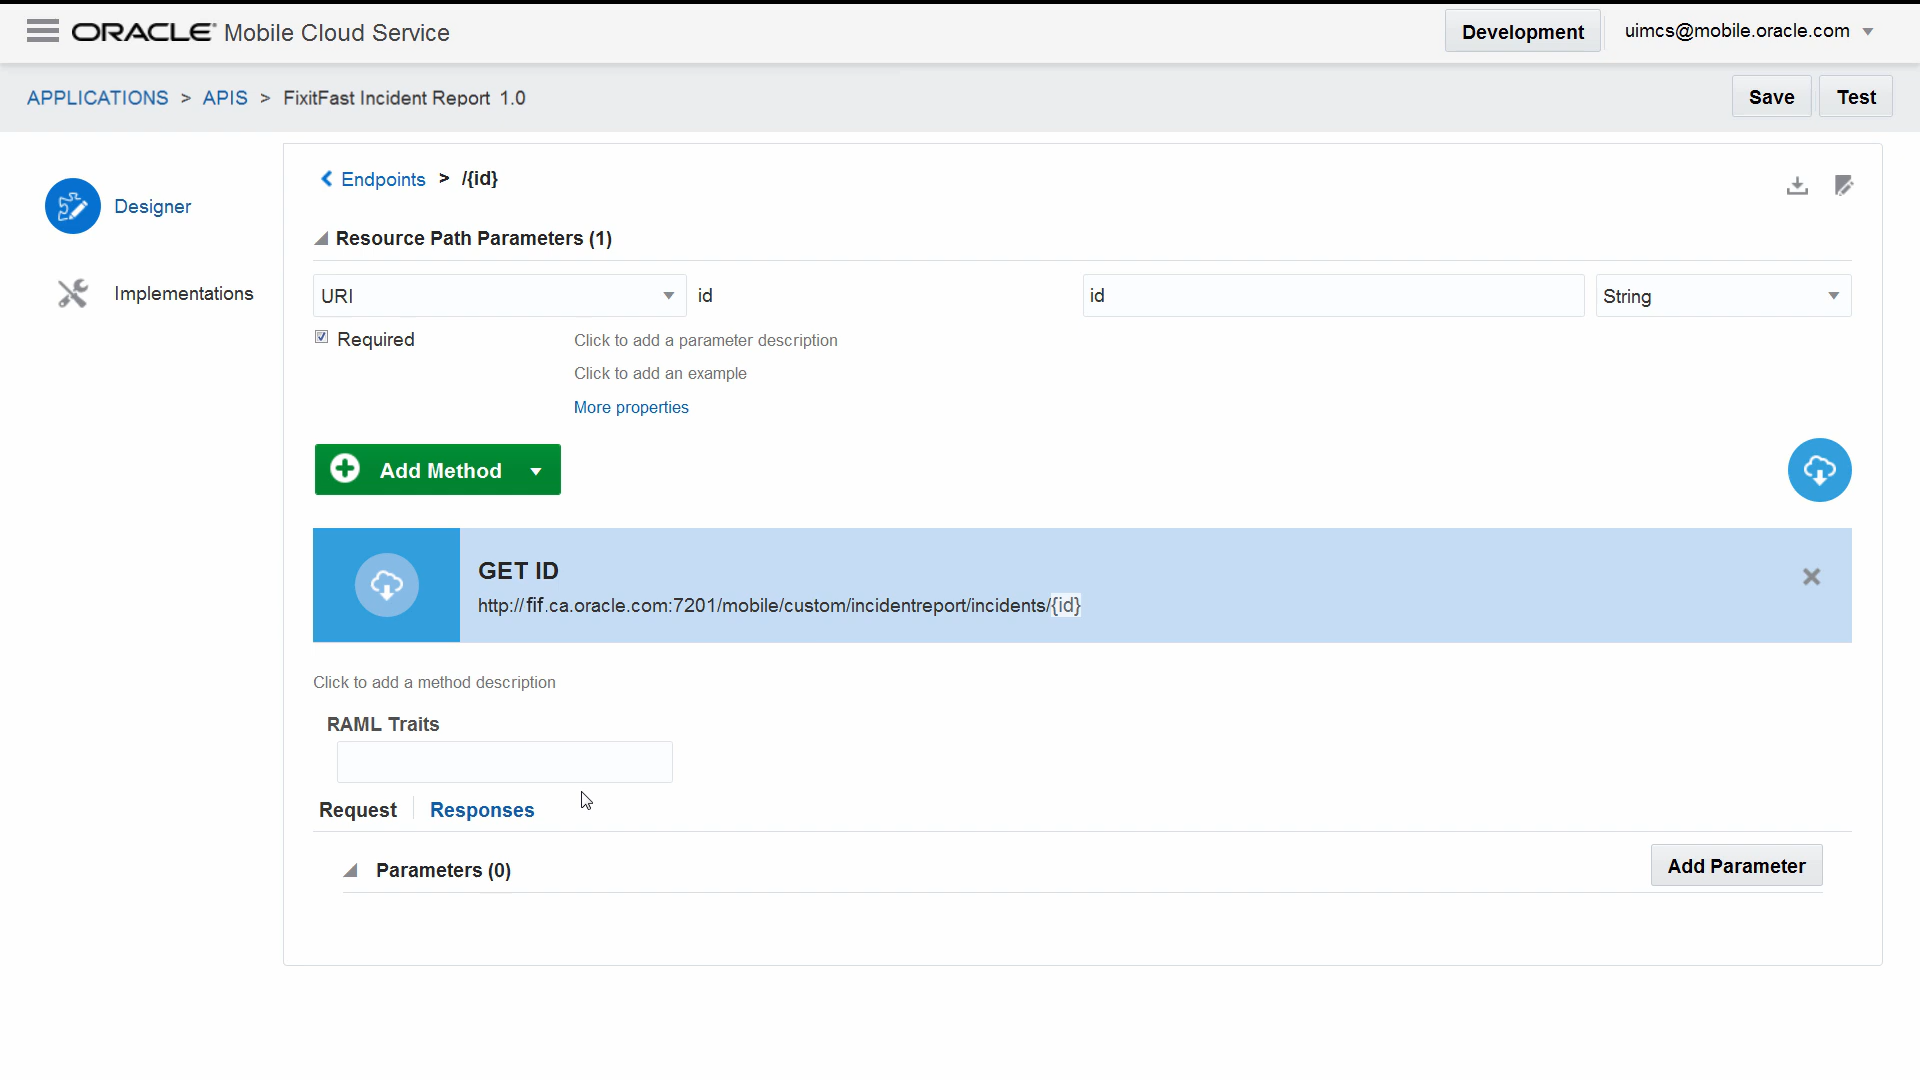 ORACLE® Mobile Cloud Service
Development
uimcs@mobile.oracle.com
APPLICATIONS > APIS > FixitFast Incident Report 1.0
Save
Test
Designer
Implementations
Endpoints > /{id}
Resource Path Parameters (1)
URI
id
id
String
Required
Click to add a parameter description
Click to add an example
More properties
Add Method
GET ID
http://fif.ca.oracle.com:7201/mobile/custom/incidentreport/incidents/{id}
Click to add a method description
RAML Traits
Request
Responses
Parameters (0)
Add Parameter